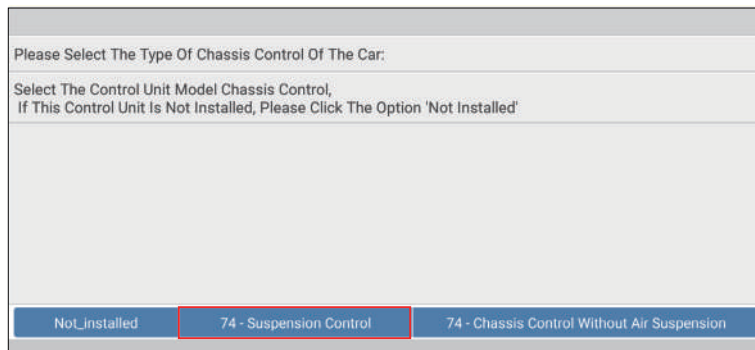 Please Select The Type Of Chassis Control Of The Car:
Select The Control Unit Model Chassis Control,
If This Control Unit Is Not Installed, Please Click The Option 'Not Installed'
Not_installed
74 - Suspension Control
74 - Chassis Control Without Air Suspension